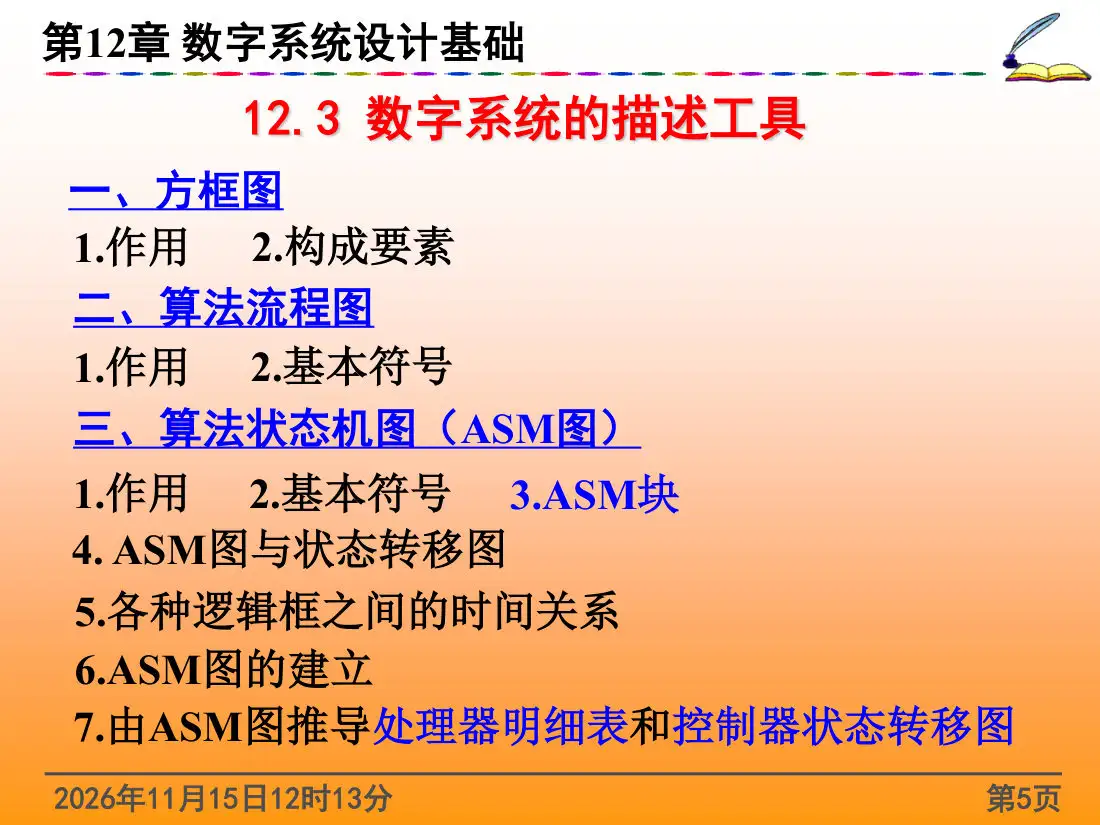 第12章 数字系统设计基础
12.3 数字系统的描述工具
一、方框图
1.作用 2.构成要素
二、算法流程图
1.作用 2.基本符号
三、算法状态机图（ASM图）
1.作用 2.基本符号 3.ASM块
4. ASM图与状态转移图
5.各种逻辑框之间的时间关系
6.ASM图的建立
7.由ASM图推导处理器明细表和控制器状态转移图
2026年11月15日12时13分 第5页